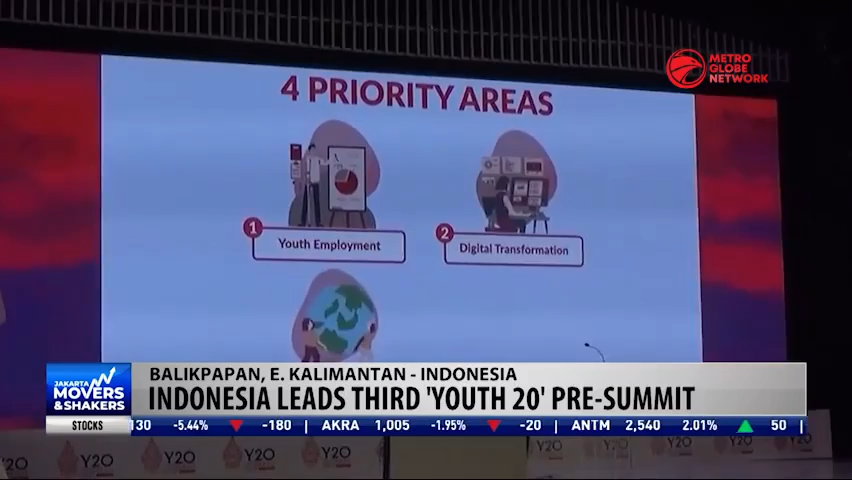 METRO
GLOBE
NETWORK
4 PRIORITY AREAS
1
Youth Employment
2
Digital Transformation
BALIKPAPAN, E. KALIMANTAN - INDONESIA
INDONESIA LEADS THIRD 'YOUTH 20' PRE-SUMMIT
JAKARTA
MOVERS
& SHAKERS
STOCKS
130 -5.44% -180 | AKRA 1,005 -1.95% -20 | ANTM 2,540 2.01% 50 |
Y20 Y20 Y20 Y20 Y20 Y20 Y20 Y20